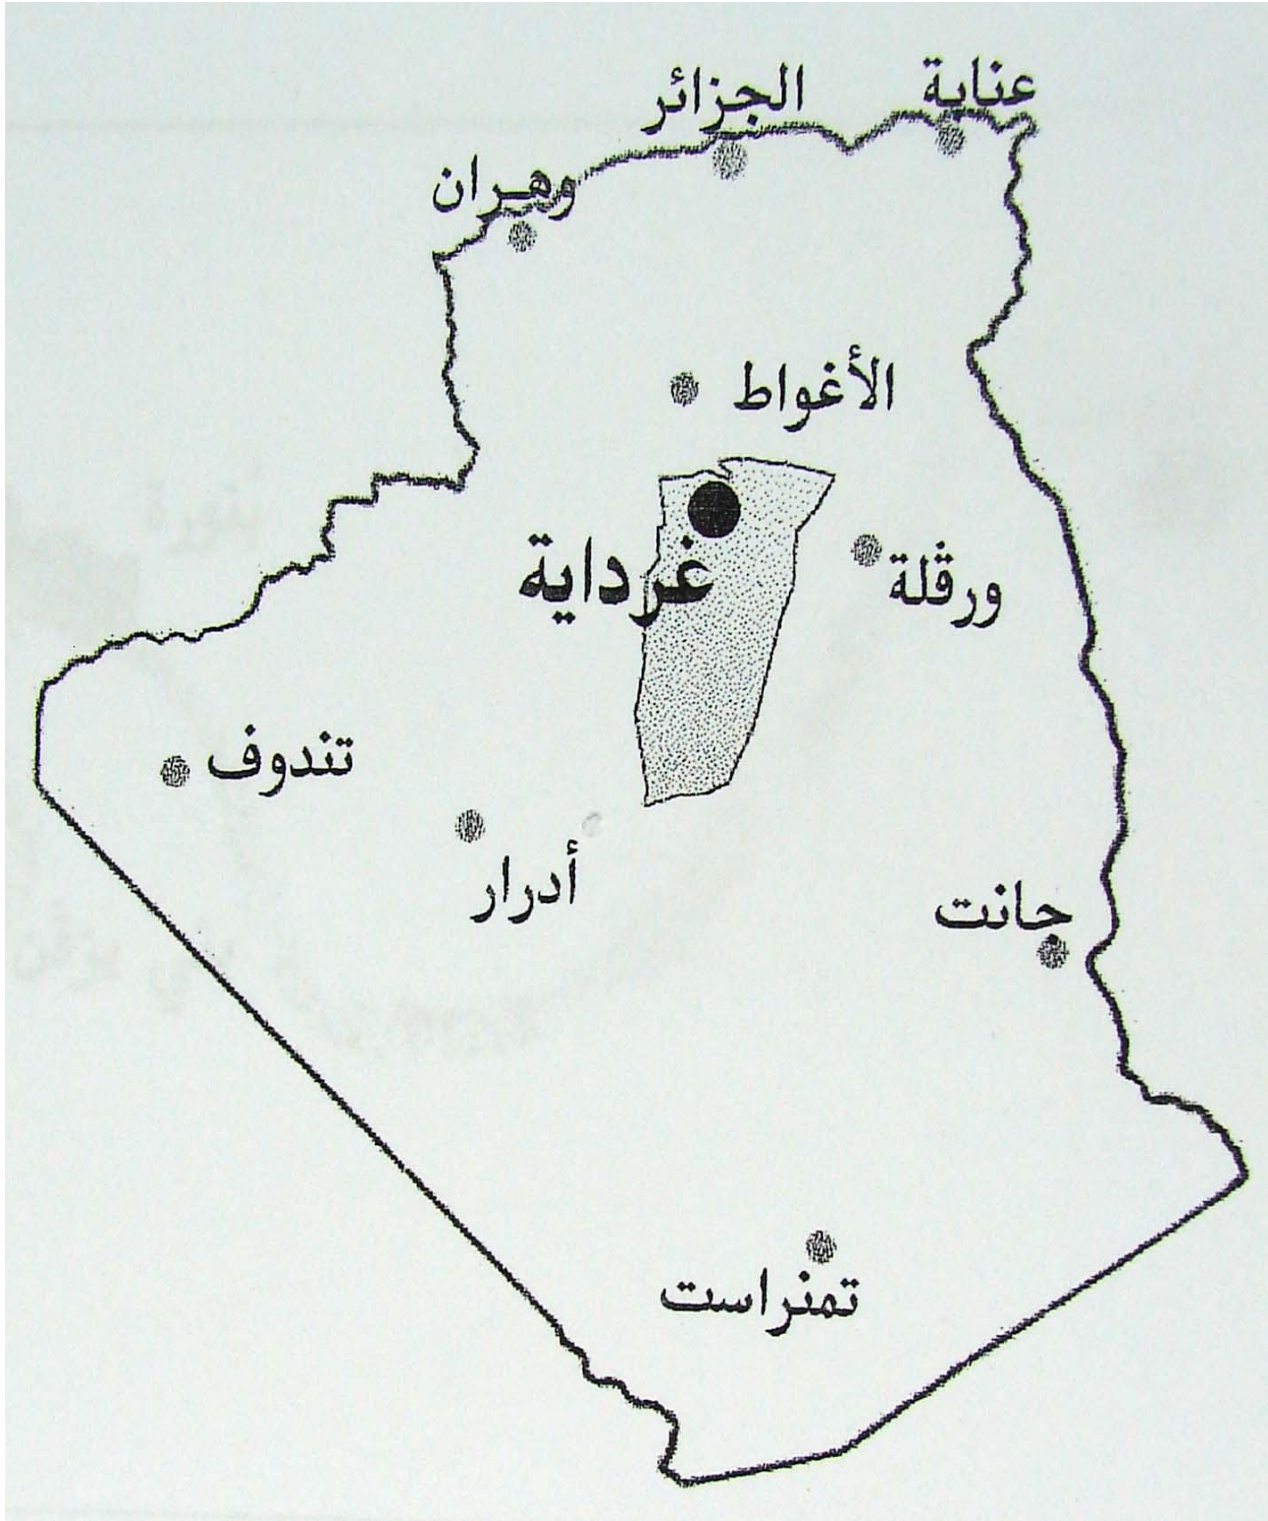 عنابة
الجزائر
وهران
الأغواط
غرداية
ورقلة
تندوف
أدرار
جانت
تمنراست